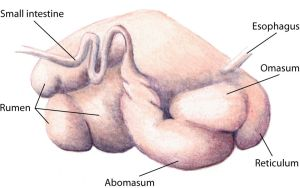 Small intestine
Esophagus
Omasum
Rumen
Reticulum
Abomasum